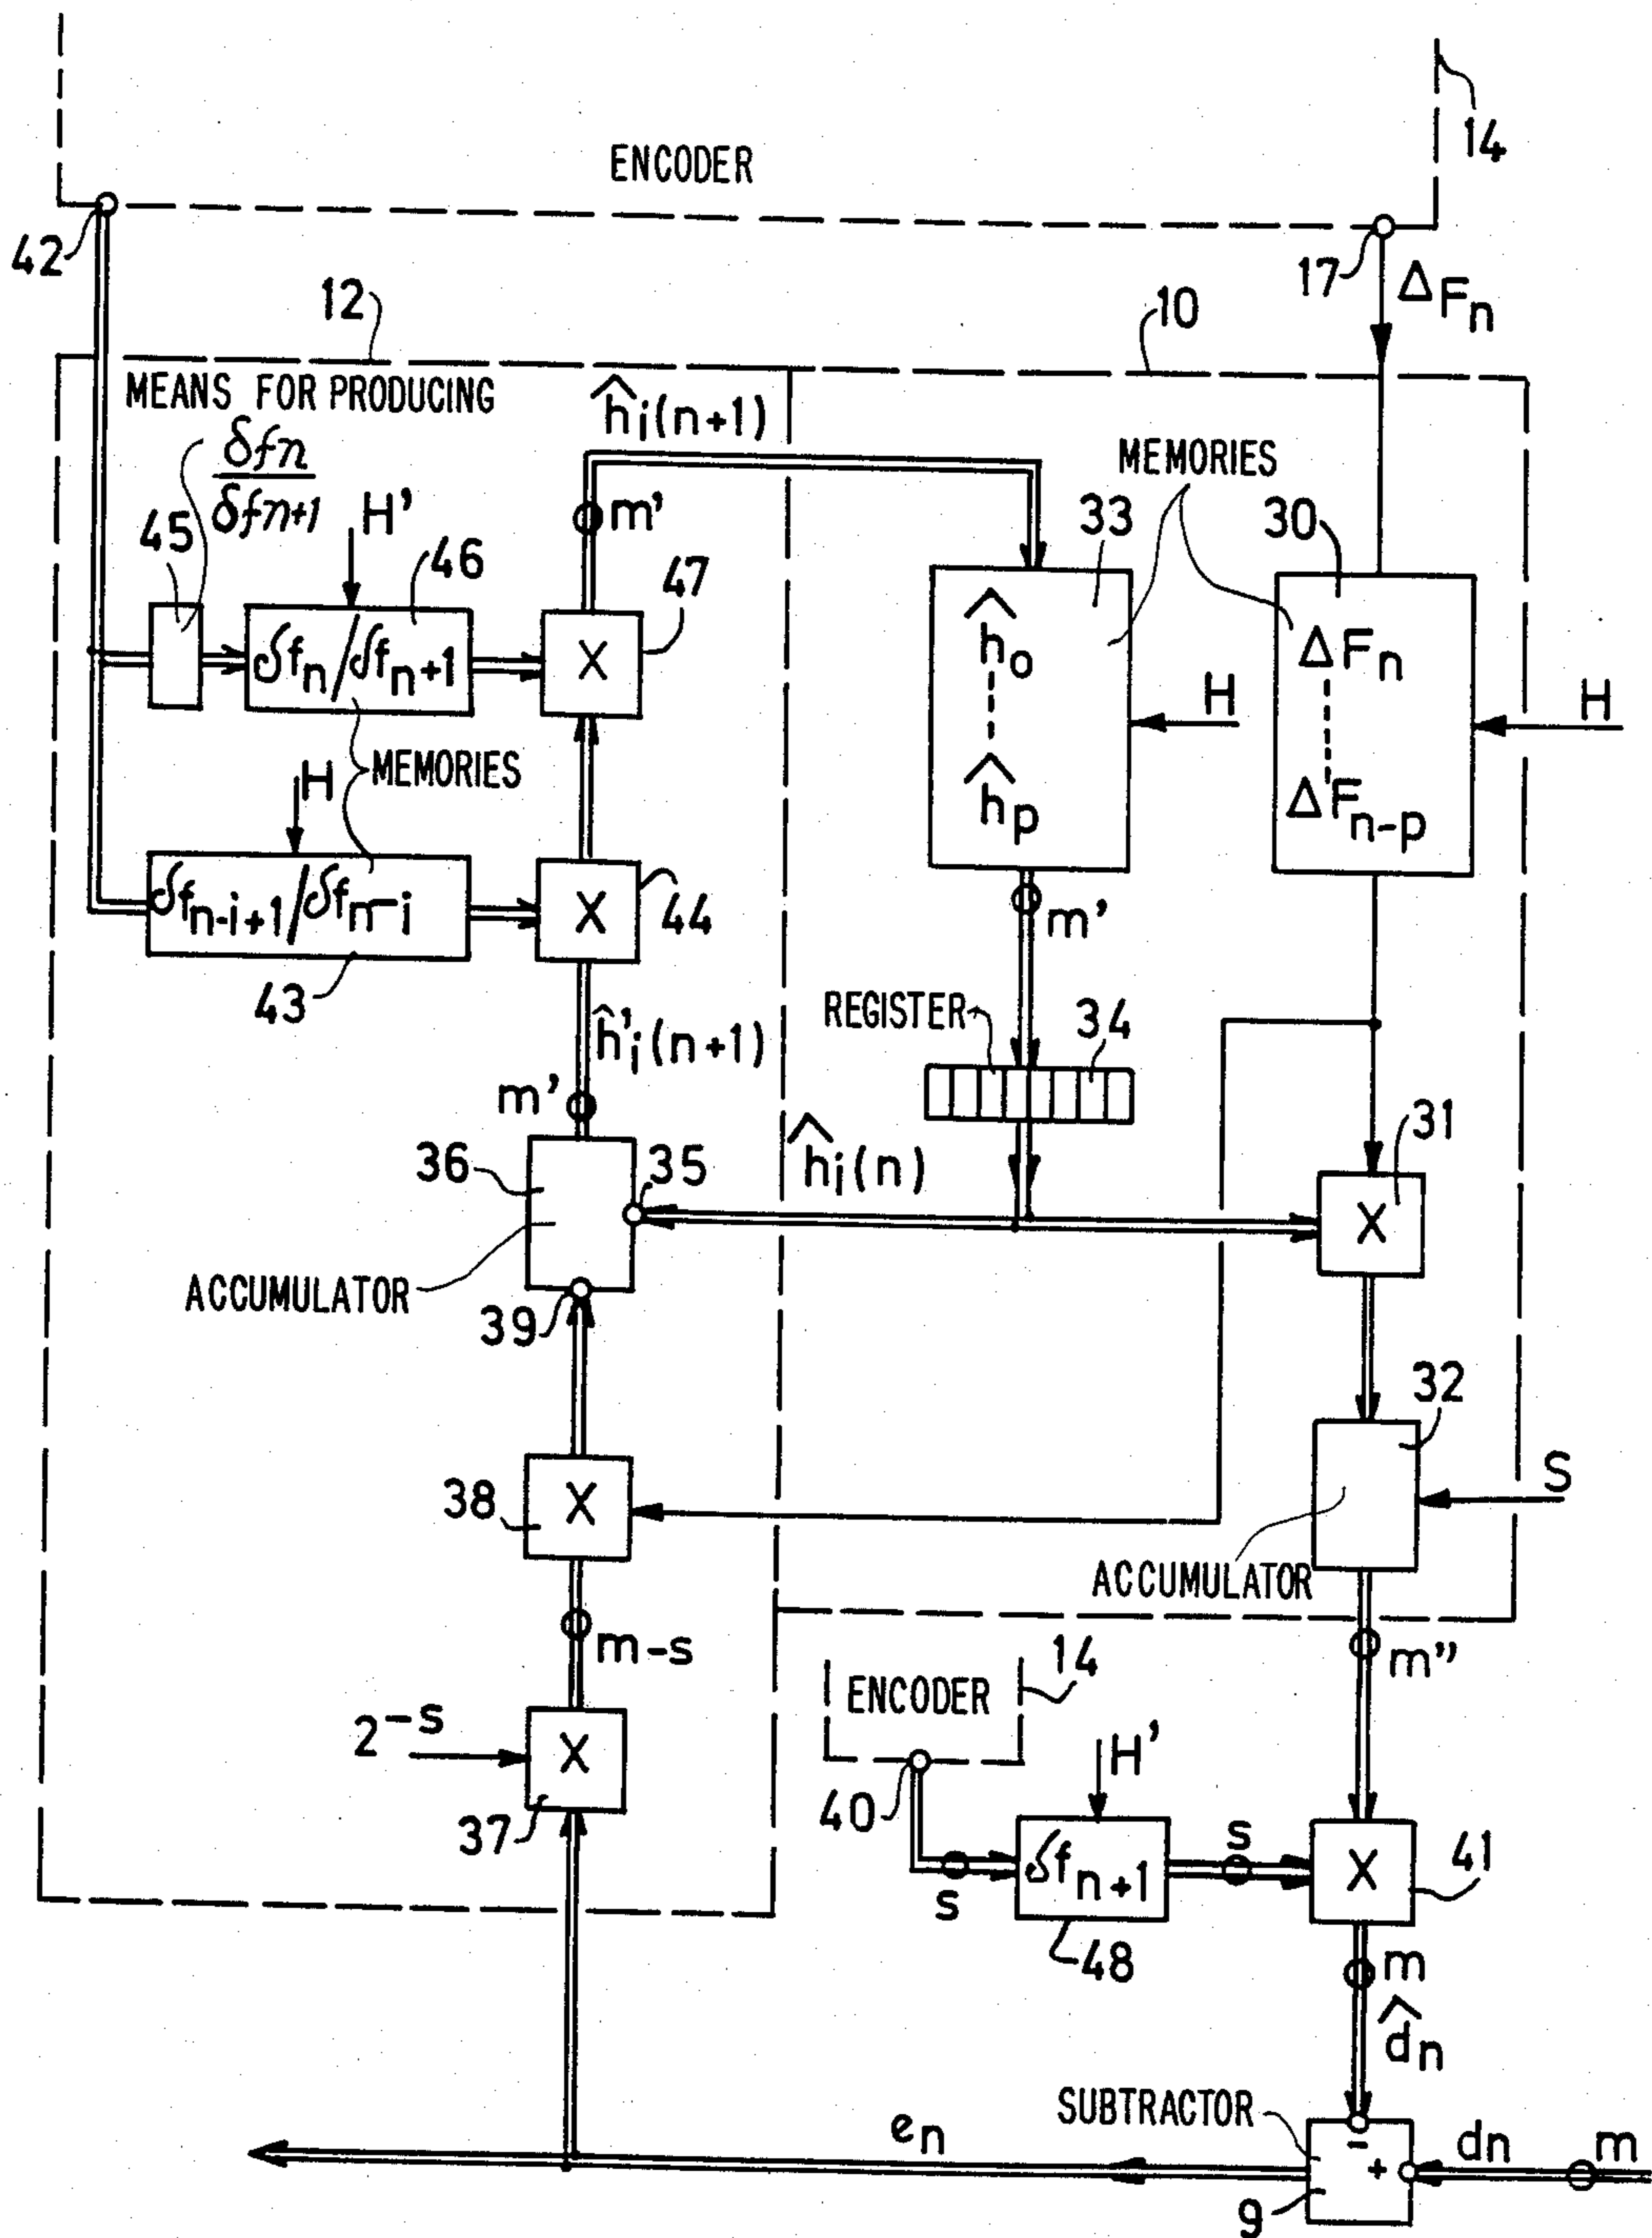 14
ENCODER
42
17
ΔFn
12
10
MEANS FOR PRODUCING
δfn
δfn+1
ĥi(n+1)
MEMORIES
45
H'
46
m'
47
33
30
δfn/δfn+1
X
ĥo
ĥp
H
ΔFn
ΔFn-p
H
MEMORIES
H
δfn-i+1/δfn-i
X
44
43
m'
REGISTER
34
ĥ'i(n+1)
m'
36
35
ĥi(n)
31
X
ACCUMULATOR
39
32
S
38
X
ACCUMULATOR
m-s
m"
ENCODER
14
2-s
X
37
40
H'
s
δfn+1
s
X
41
48
m
d̂n
SUBTRACTOR
en
-
+
dn
m
9